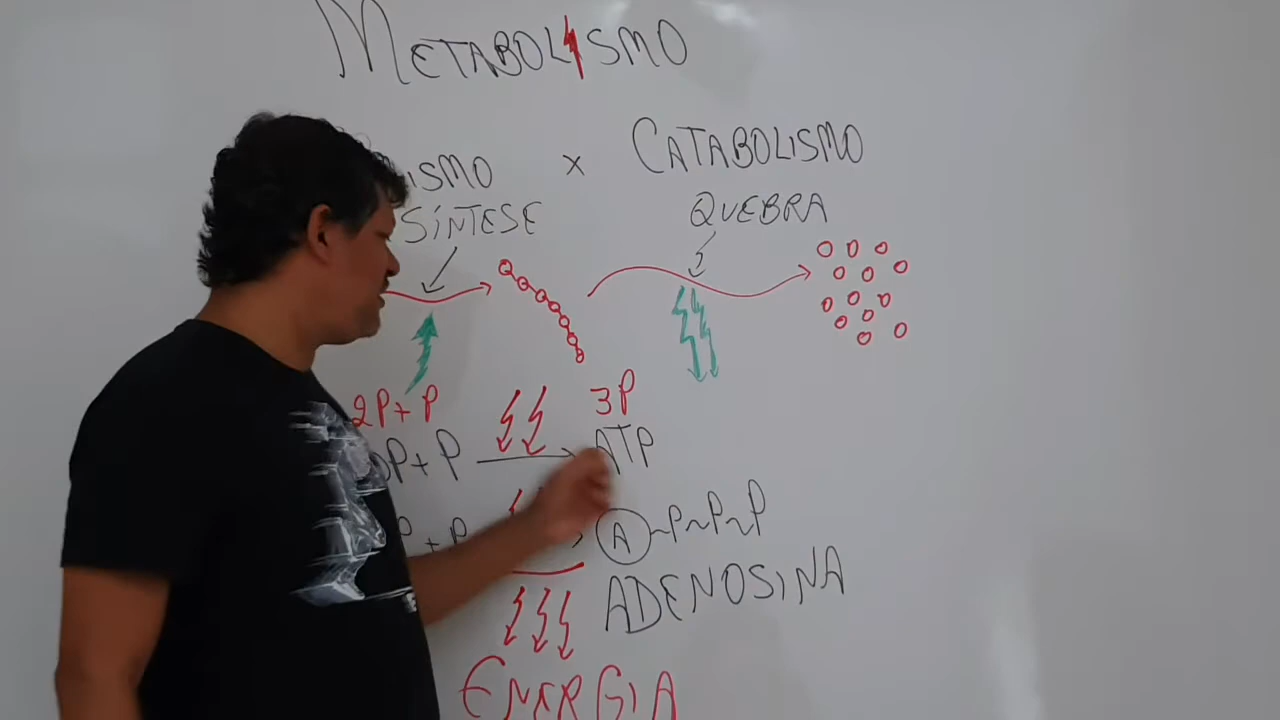 METABOLISMO
ISMO x CATABOLISMO
SÍNTESE QUEBRA
2P+P 3P
P+P ATP
P+P A~P~P~P
ADENOSINA
ENERGIA